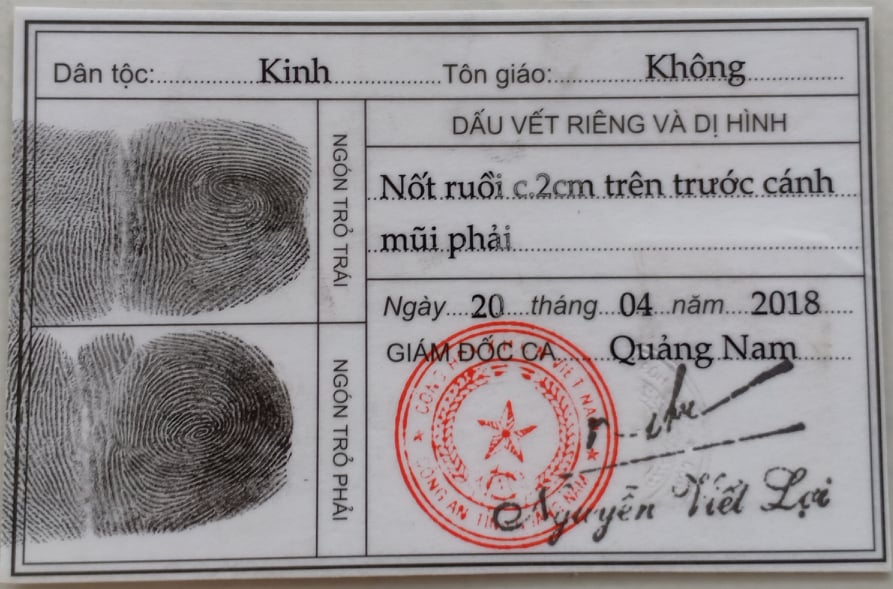 Dân tộc: Kinh Tôn giáo: Không
NGÓN TRỎ TRÁI
NGÓN TRỎ PHẢI
DẤU VẾT RIÊNG VÀ DỊ HÌNH
Nốt ruồi c.2cm trên trước cánh
mũi phải
Ngày 20 tháng 04 năm 2018
GIÁM ĐỐC CA Quảng Nam
CÔNG AN TỈNH QUẢNG NAM
Nguyễn Viết Lợi